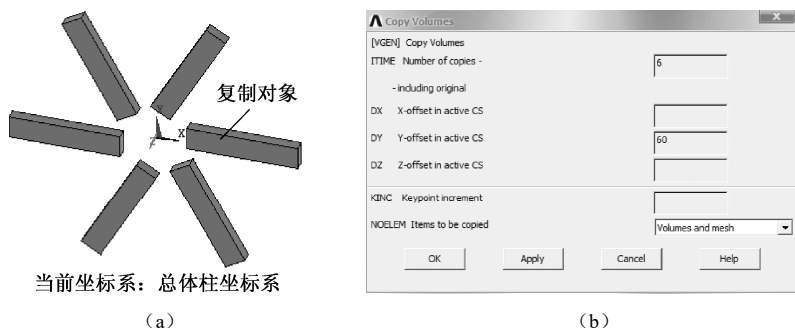 复制对象
Y
X
Z
当前坐标系：总体柱坐标系
（a）
Copy Volumes
[VGEN] Copy Volumes
ITIME Number of copies - 6
- including original
DX X-offset in active CS
DY Y-offset in active CS 60
DZ Z-offset in active CS
KINC Keypoint increment
NOELEM Items to be copied Volumes and mesh
OK Apply Cancel Help
（b）